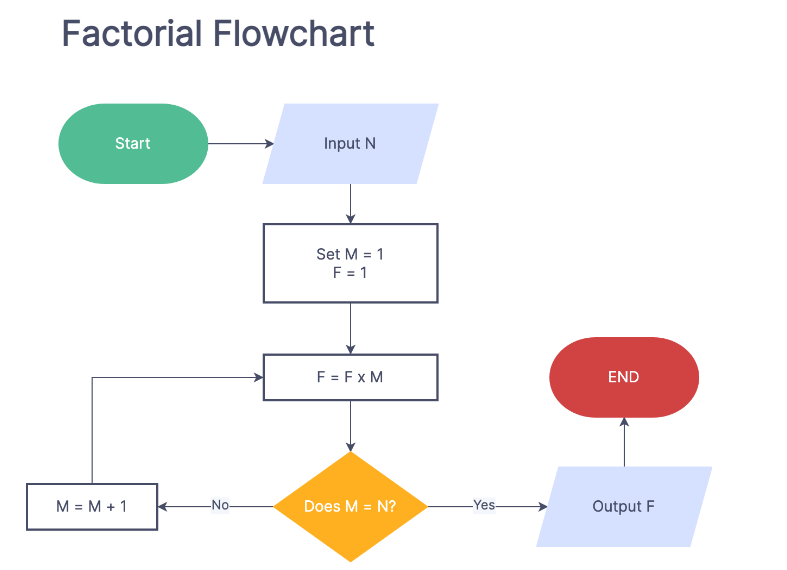 Factorial Flowchart
Start
Input N
Set M = 1
F = 1
F = F x M
END
M = M + 1
No
Does M = N?
Yes
Output F